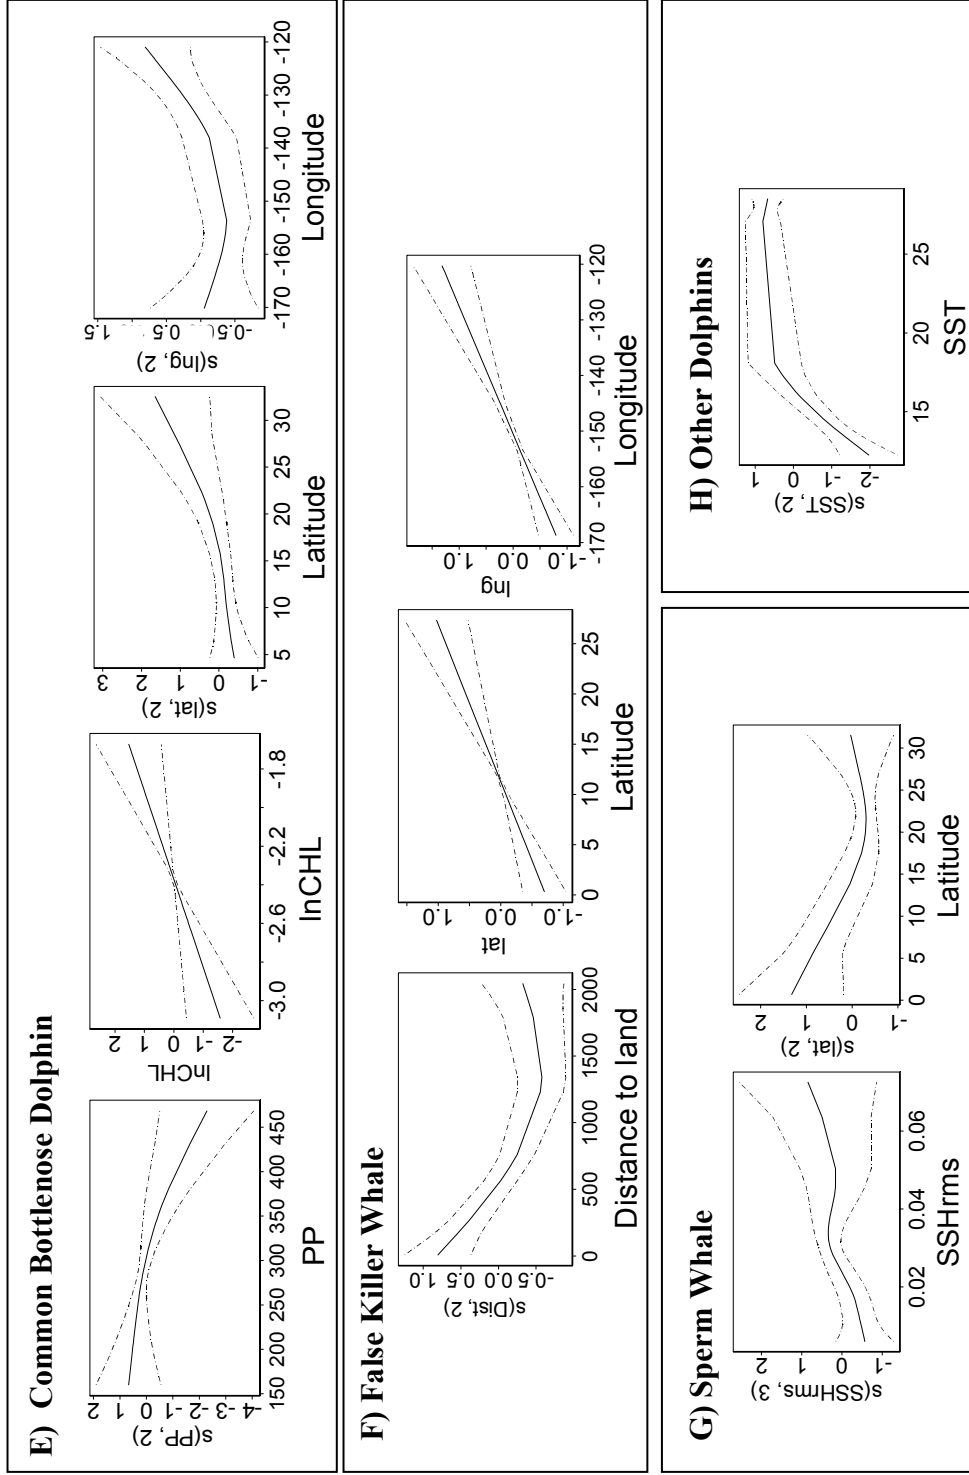 E) Common Bottlenose Dolphin
s(PP, 2)
2
1
0
-1
-2
-3
-4
150 200 250 300 350 400 450
PP
lnCHL
2
1
0
-1
-2
-3.0 -2.6 -2.2 -1.8
lnCHL
s(lat, 2)
3
2
1
0
-1
5 10 15 20 25 30
Latitude
s(lng, 2)
1.5
0.5
-0.5
-170 -160 -150 -140 -130 -120
Longitude
F) False Killer Whale
s(Dist, 2)
1.0
0.5
0.0
-0.5
0 500 1000 1500 2000
Distance to land
lat
1.0
0.0
-1.0
0 5 10 15 20 25
Latitude
lng
1.0
0.0
-1.0
-170 -160 -150 -140 -130 -120
Longitude
G) Sperm Whale
s(SSHrms, 3)
2
1
0
-1
0.02 0.04 0.06
SSHrms
s(lat, 2)
2
1
0
-1
0 5 10 15 20 25 30
Latitude
H) Other Dolphins
s(SST, 2)
1
0
-1
-2
15 20 25
SST